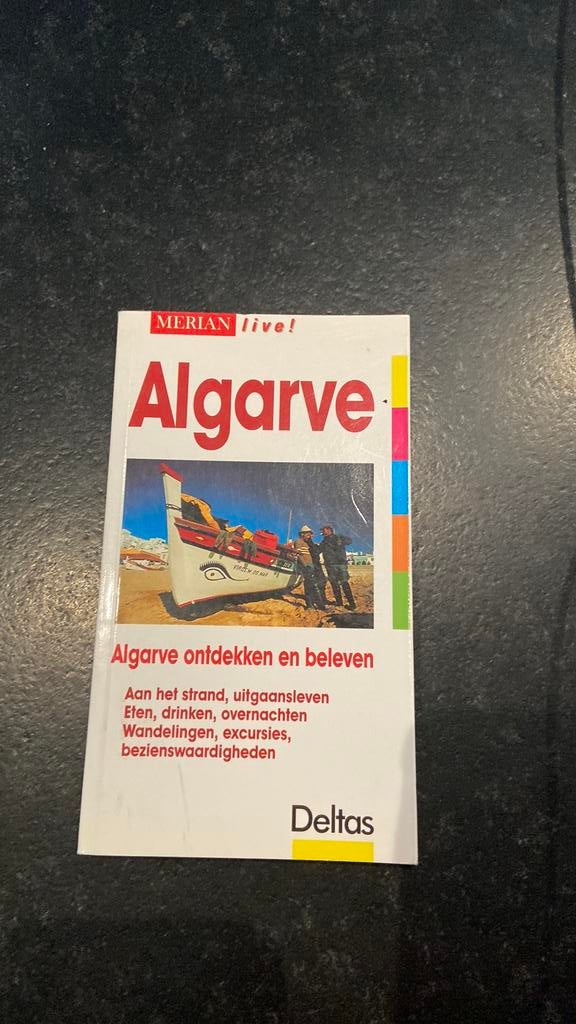 MERIAN live!
Algarve
Algarve ontdekken en beleven
Aan het strand, uitgaansleven
Eten, drinken, overnachten
Wandelingen, excursies,
bezienswaardigheden
Deltas